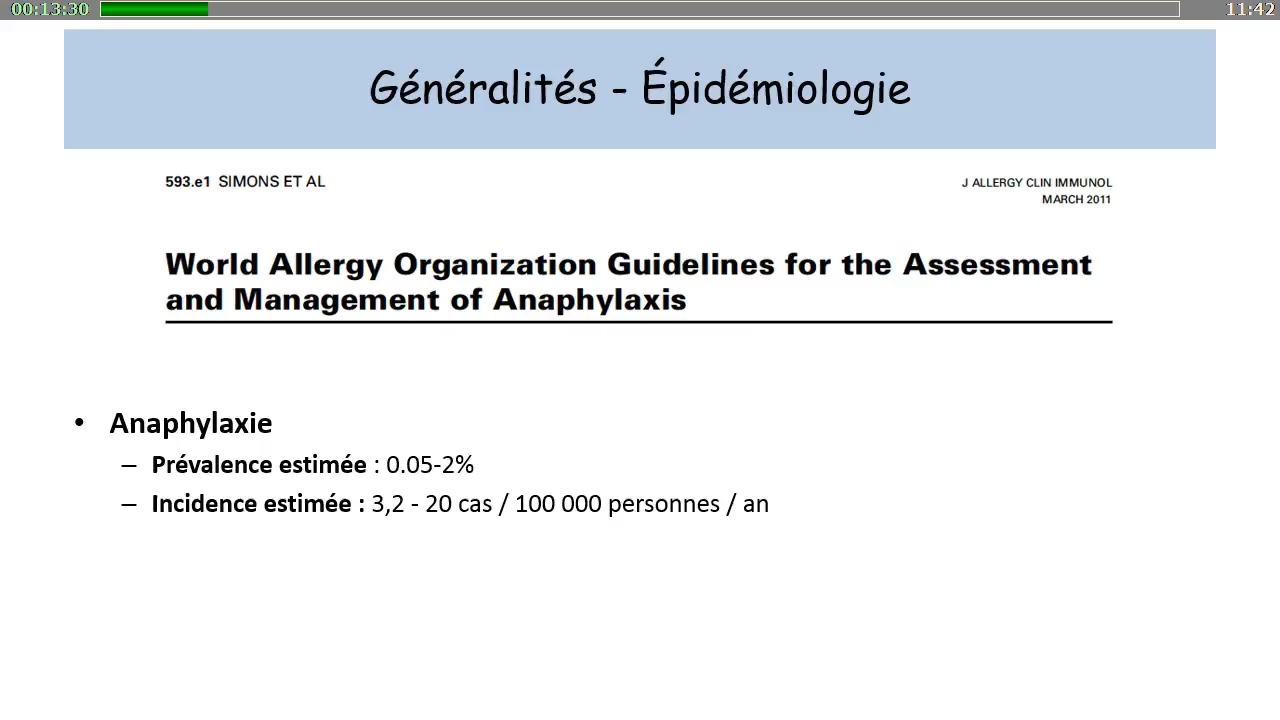 00:13:30
11:42
Généralités - Épidémiologie
593.e1 SIMONS ET AL
J ALLERGY CLIN IMMUNOL
MARCH 2011
World Allergy Organization Guidelines for the Assessment
and Management of Anaphylaxis
• Anaphylaxie
– Prévalence estimée : 0.05-2%
– Incidence estimée : 3,2 - 20 cas / 100 000 personnes / an